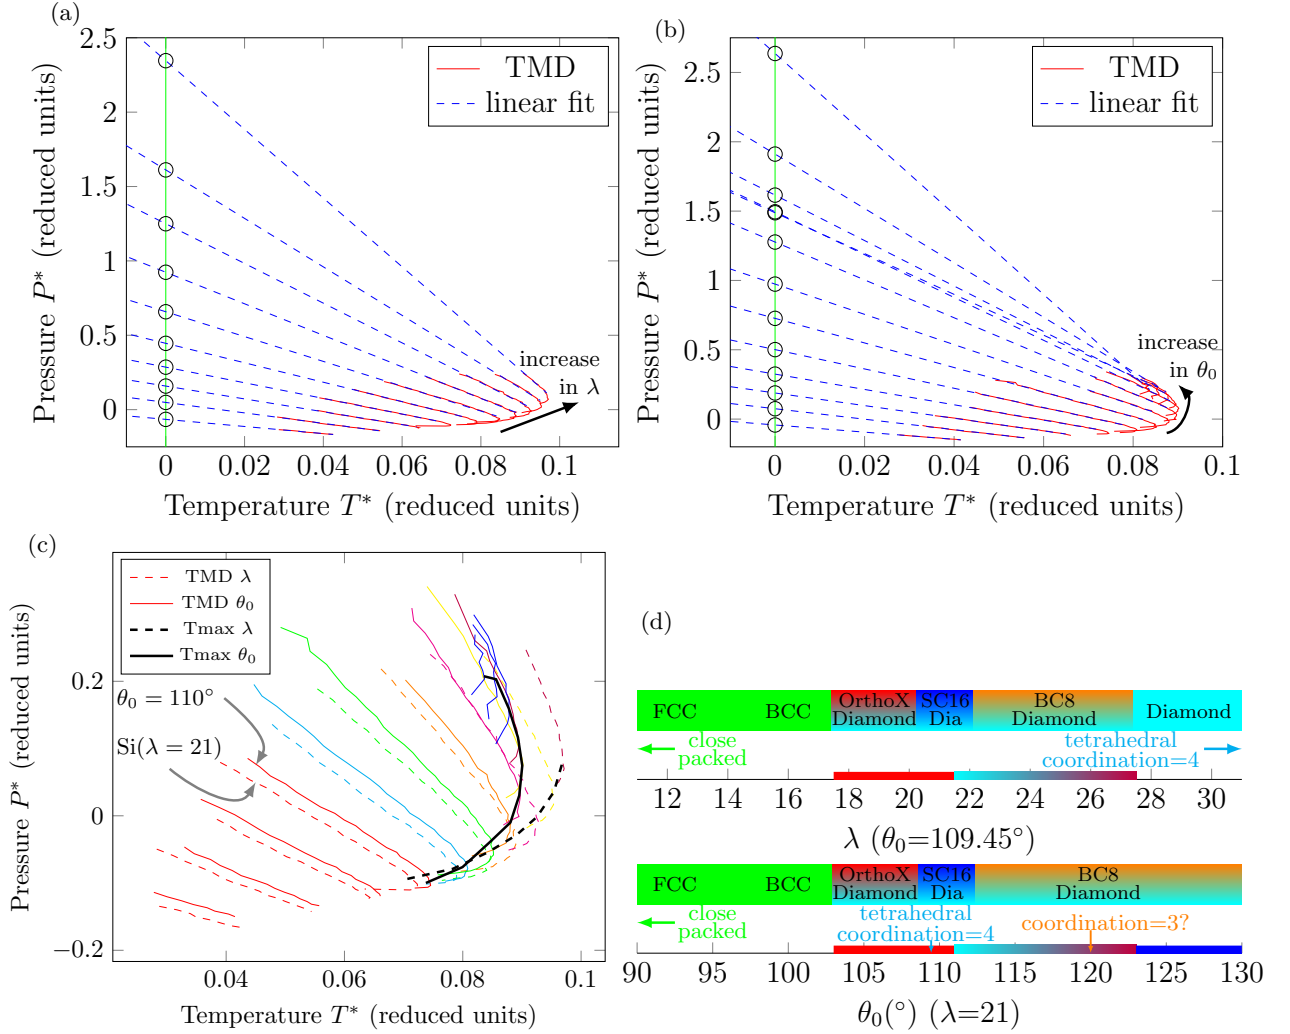 (a)
2.5
2
1.5
1
0.5
0
Pressure P* (reduced units)
TMD
linear fit
increase
in λ
0 0.02 0.04 0.06 0.08 0.1
Temperature T* (reduced units)
(b)
2.5
2
1.5
1
0.5
0
Pressure P* (reduced units)
TMD
linear fit
increase
in θ0
0 0.02 0.04 0.06 0.08 0.1
Temperature T* (reduced units)
(c)
0.2
0
−0.2
Pressure P* (reduced units)
TMD λ
TMD θ0
Tmax λ
Tmax θ0
θ0 = 110°
Si(λ = 21)
0.04 0.06 0.08 0.1
Temperature T* (reduced units)
(d)
FCC BCC OrthoX Diamond SC16 Dia BC8 Diamond Diamond
close packed
tetrahedral coordination=4
12 14 16 18 20 22 24 26 28 30
λ (θ0=109.45°)
FCC BCC OrthoX Diamond SC16 Dia BC8 Diamond
close packed
tetrahedral coordination=4
coordination=3?
90 95 100 105 110 115 120 125 130
θ0(°) (λ=21)